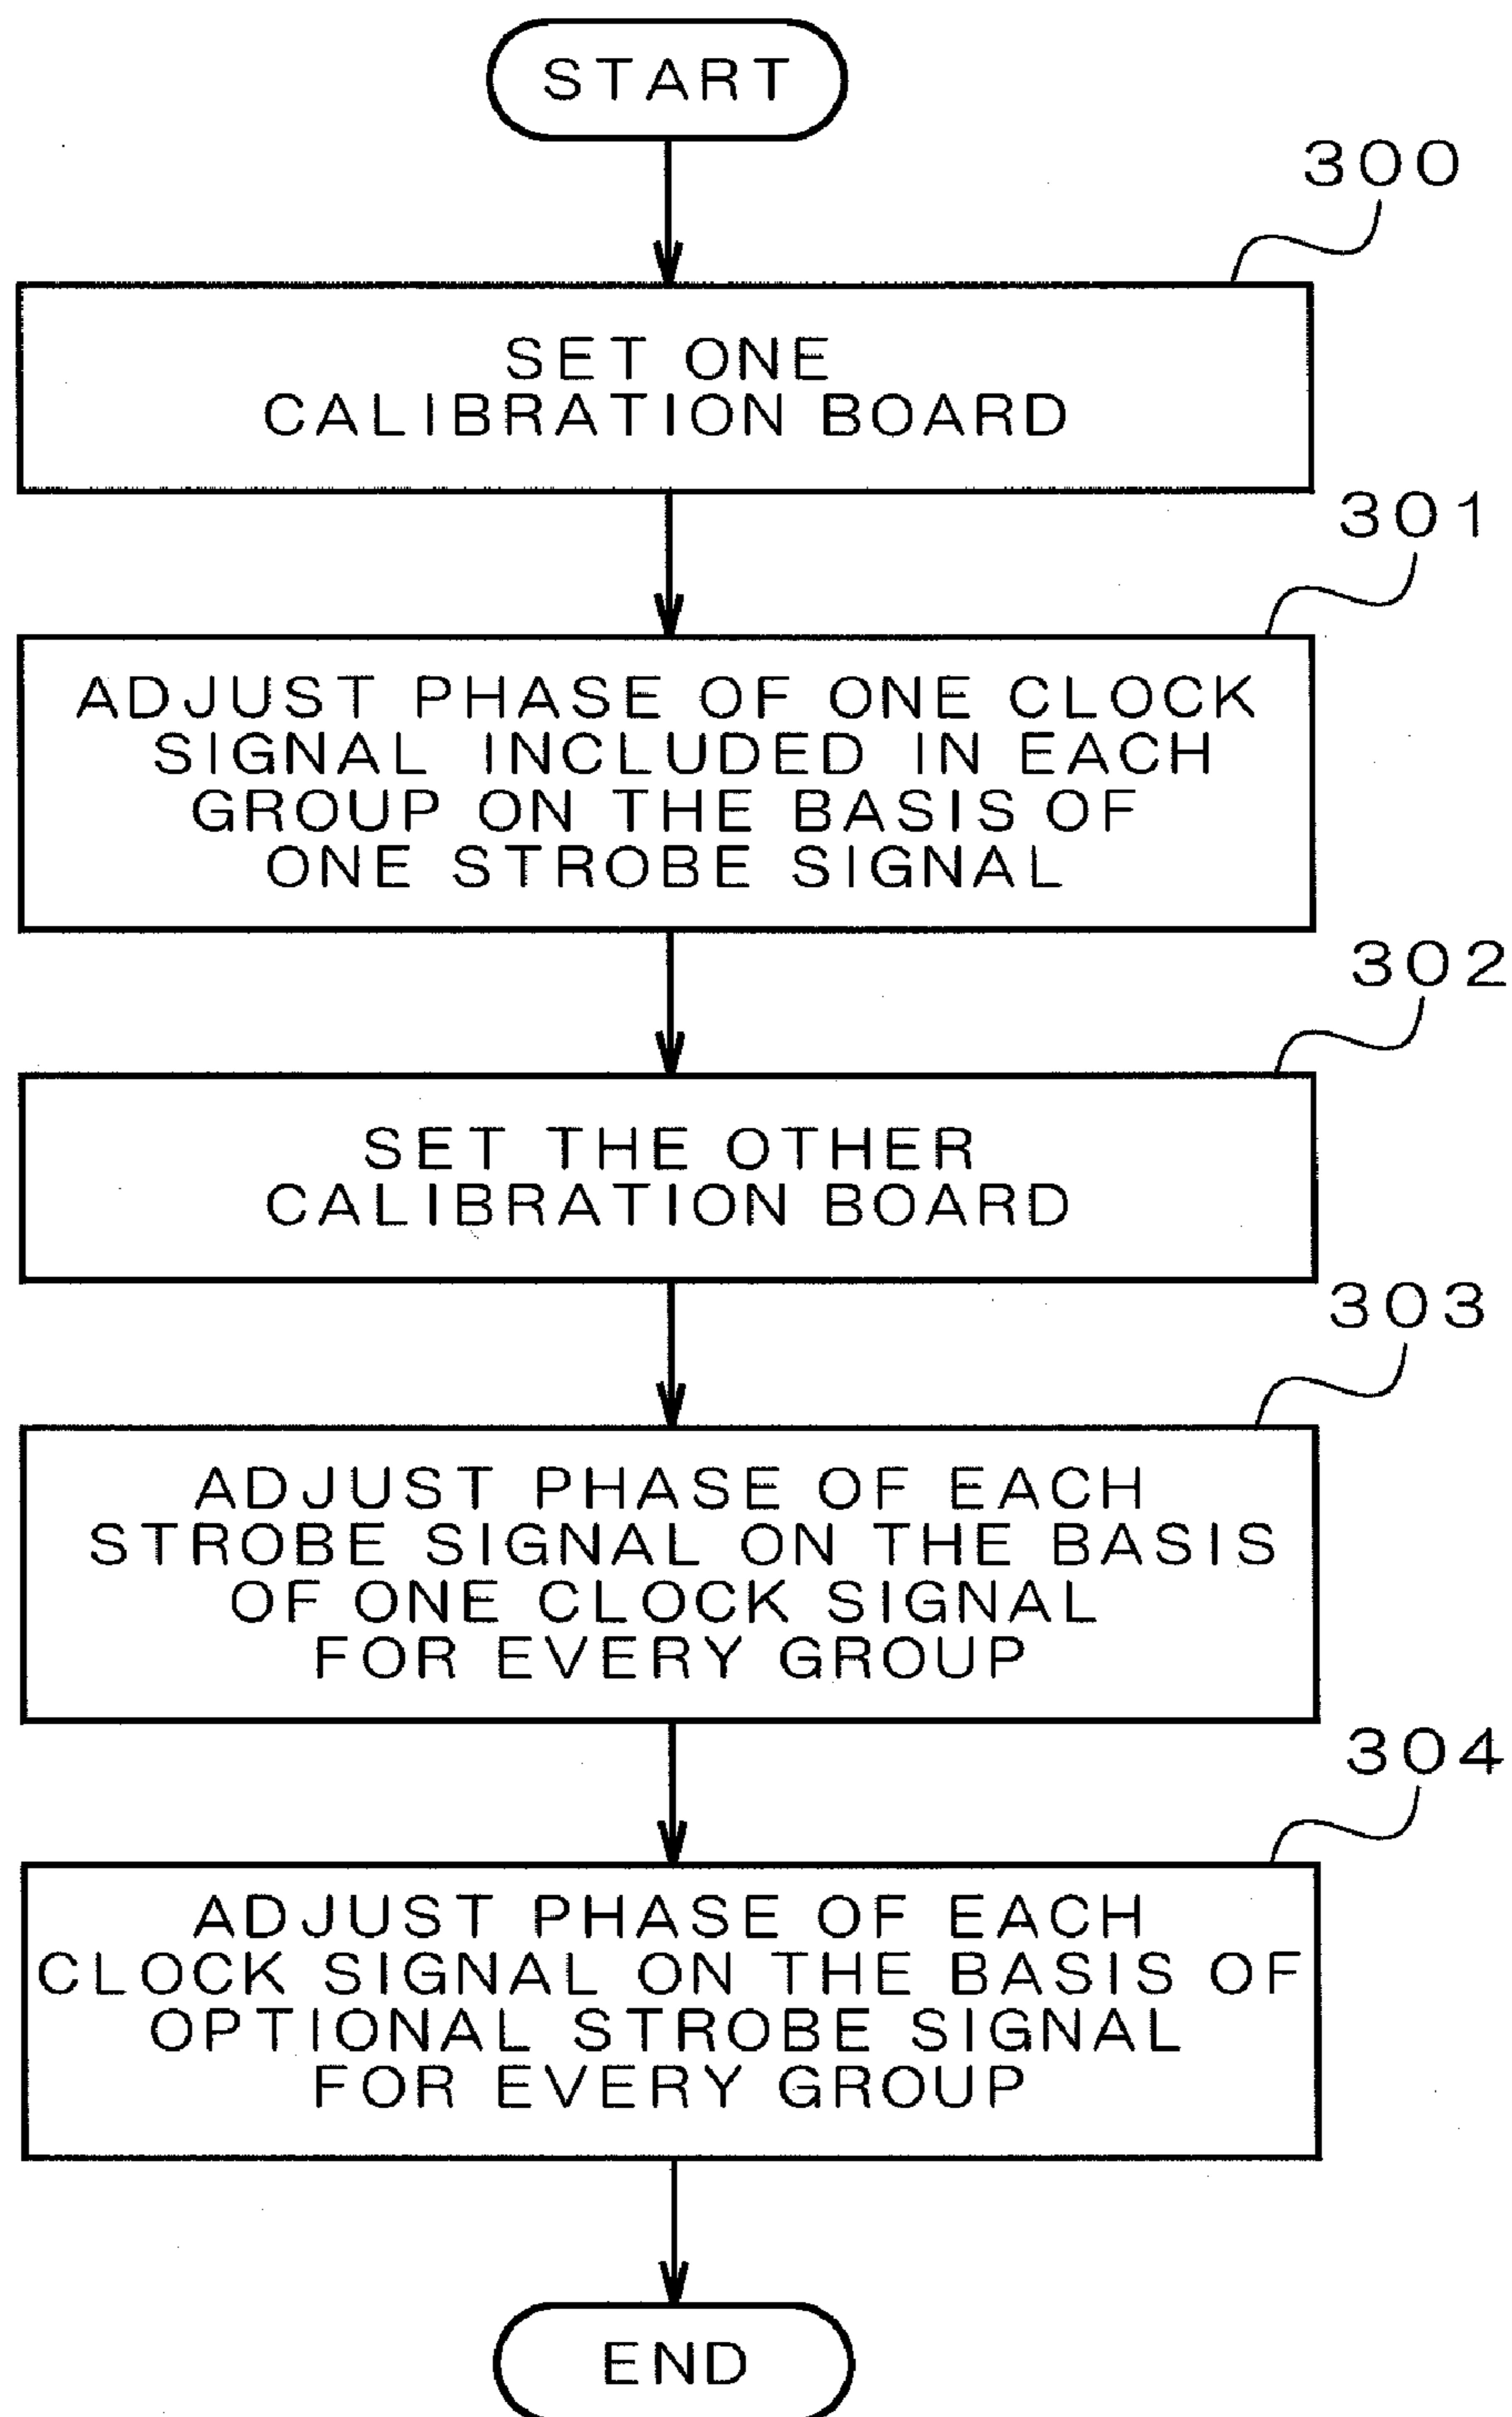 START
300
SET ONE
CALIBRATION BOARD
301
ADJUST PHASE OF ONE CLOCK
SIGNAL INCLUDED IN EACH
GROUP ON THE BASIS OF
ONE STROBE SIGNAL
302
SET THE OTHER
CALIBRATION BOARD
303
ADJUST PHASE OF EACH
STROBE SIGNAL ON THE BASIS
OF ONE CLOCK SIGNAL
FOR EVERY GROUP
304
ADJUST PHASE OF EACH
CLOCK SIGNAL ON THE BASIS OF
OPTIONAL STROBE SIGNAL
FOR EVERY GROUP
END